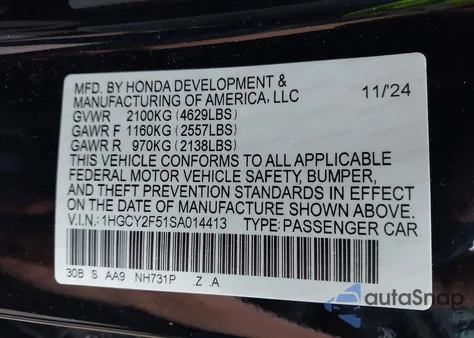 MFD. BY HONDA DEVELOPMENT &
MANUFACTURING OF AMERICA, LLC 11/24
GVWR 2100KG (4629LBS)
GAWR F 1160KG (2557LBS)
GAWR R 970KG (2138LBS)
THIS VEHICLE CONFORMS TO ALL APPLICABLE
FEDERAL MOTOR VEHICLE SAFETY, BUMPER,
AND THEFT PREVENTION STANDARDS IN EFFECT
ON THE DATE OF MANUFACTURE SHOWN ABOVE.
V.I.N.:1HGCY2F51SA014413 TYPE:PASSENGER CAR
30B S AA9 NH731P .Z .A
autoSnap